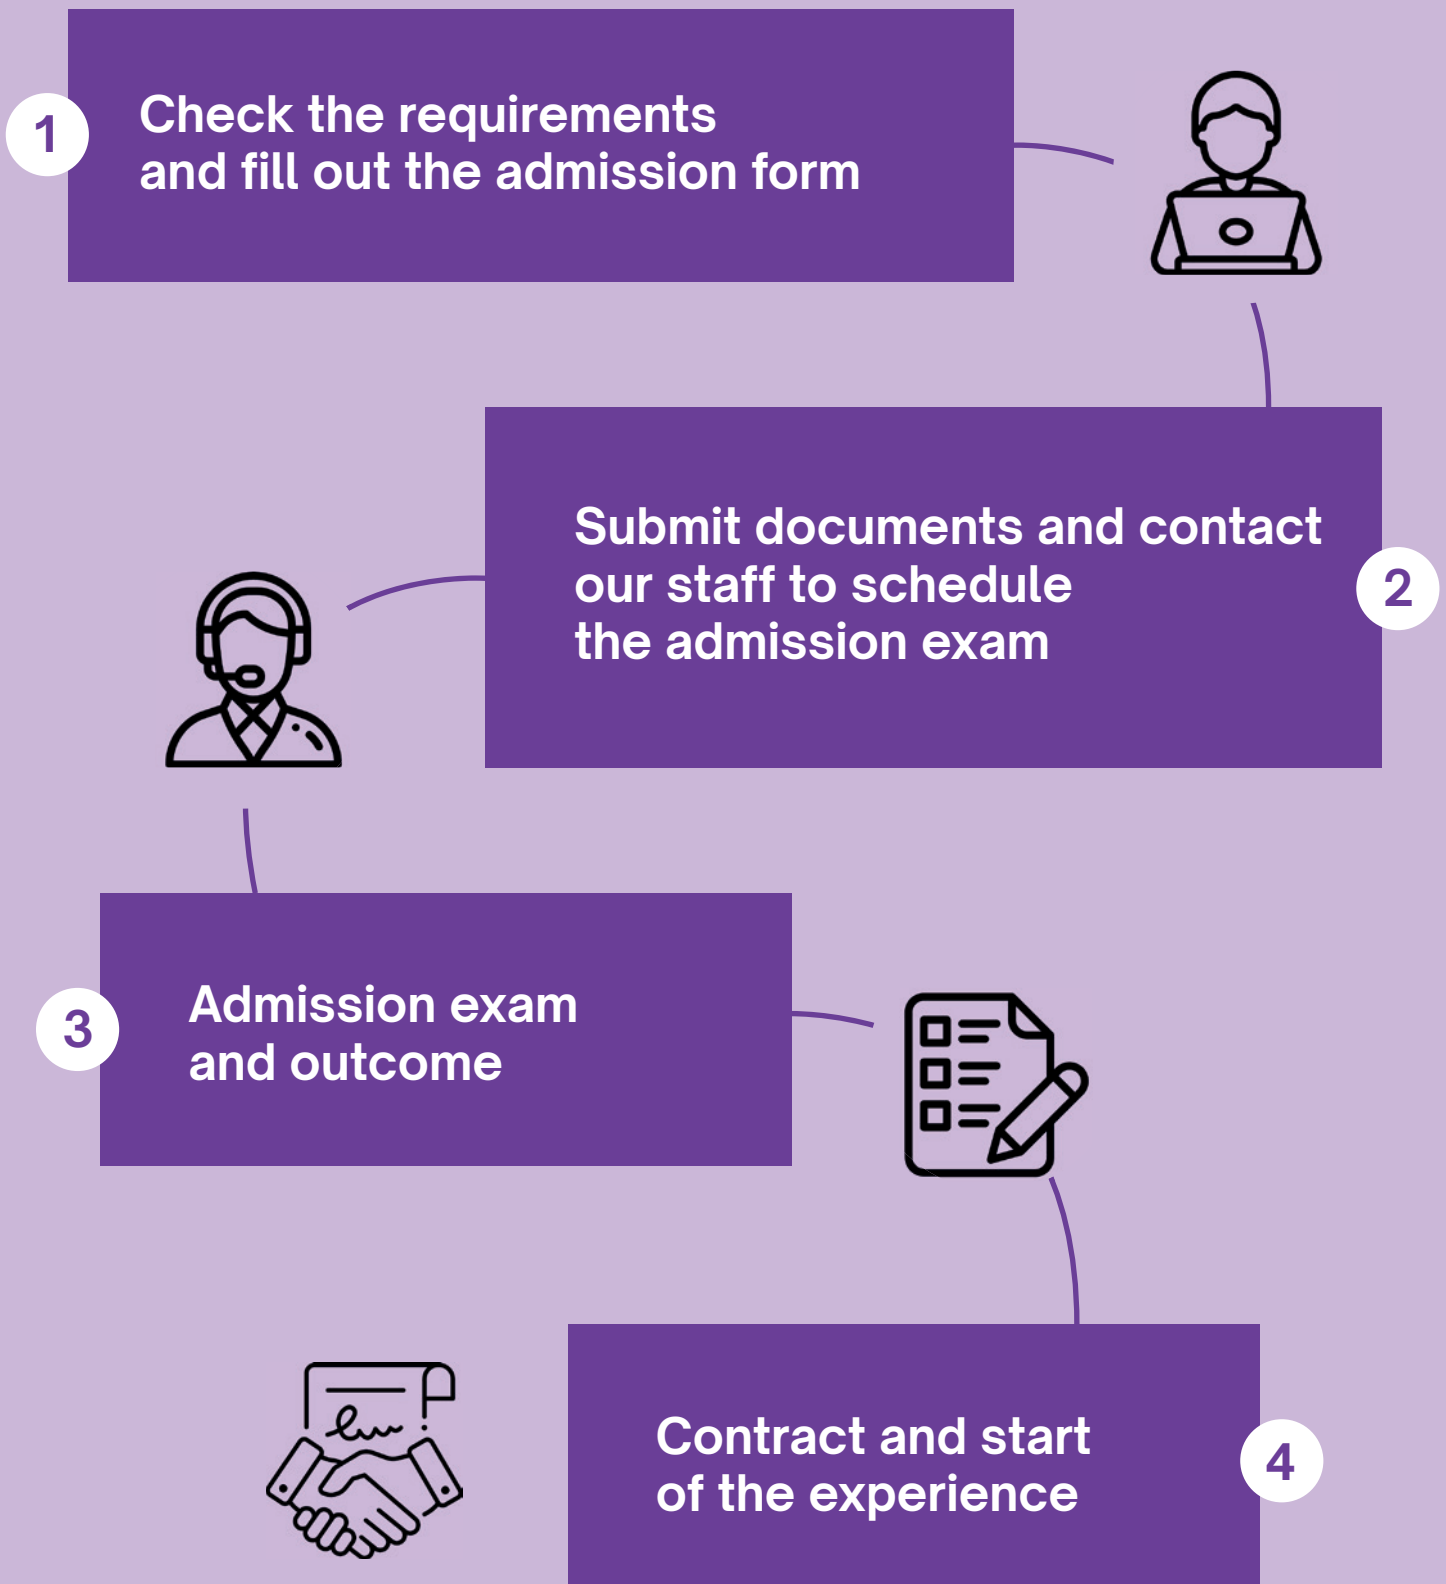 1
Check the requirements
and fill out the admission form
Submit documents and contact
our staff to schedule
the admission exam
2
3
Admission exam
and outcome
Contract and start
of the experience
4